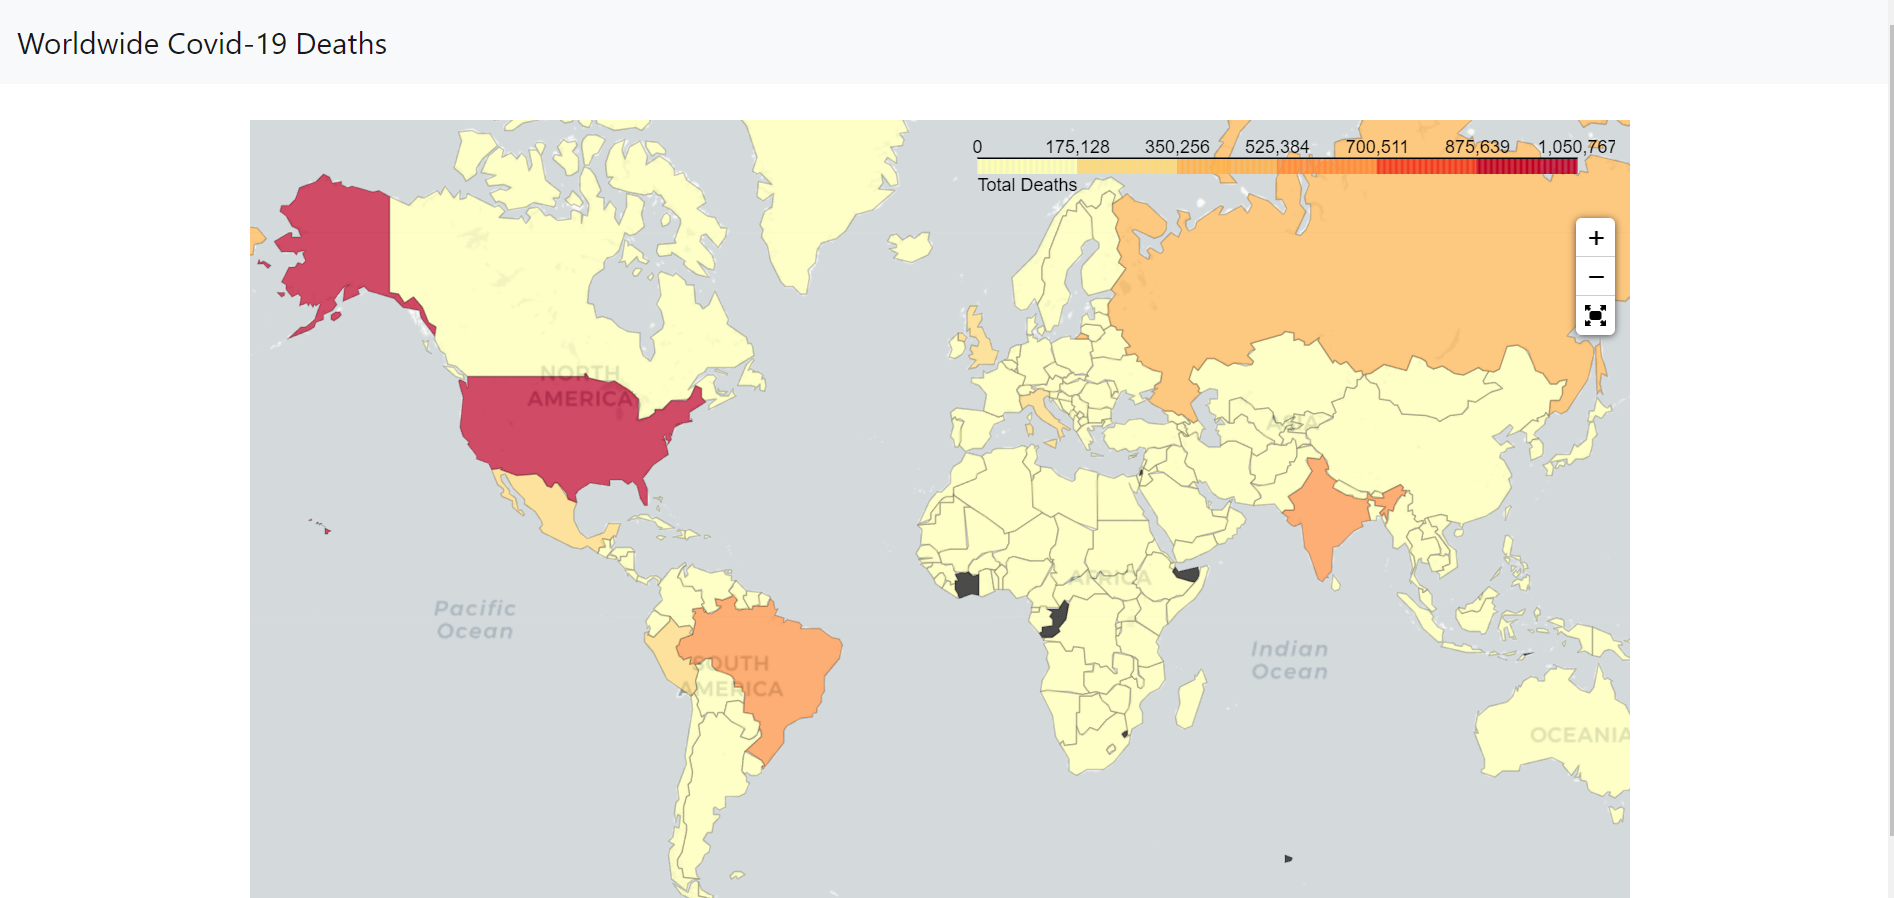 Worldwide Covid-19 Deaths
0 175,128 350,256 525,384 700,511 875,639 1,050,767
Total Deaths
+
−
NORTH
AMERICA
ASIA
AFRICA
Pacific
Ocean
Indian
Ocean
SOUTH
AMERICA
OCEANIA